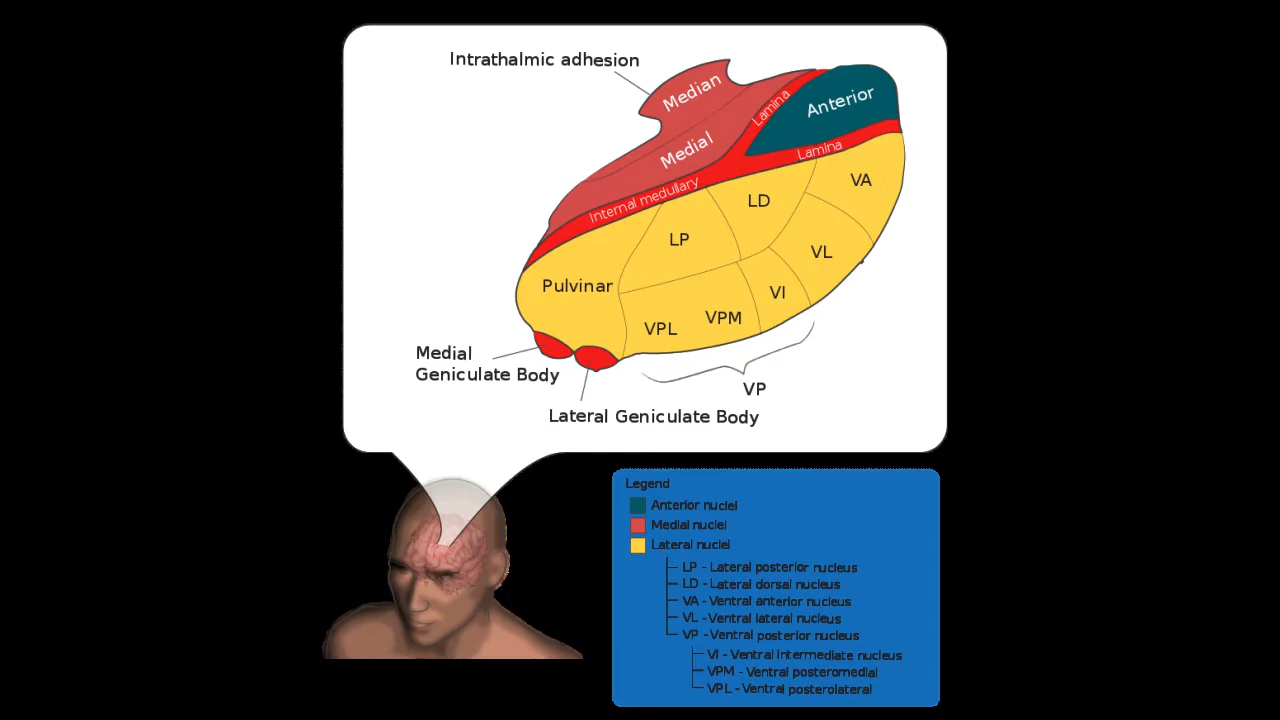 Intrathalmic adhesion
Median
Lamina
Anterior
Medial
Lamina
Internal medullary
VA
LD
LP
VL
Pulvinar
VI
VPM
VPL
Medial
Geniculate Body
VP
Lateral Geniculate Body
Legend
Anterior nuclei
Medial nuclei
Lateral nuclei
LP - Lateral posterior nucleus
LD - Lateral dorsal nucleus
VA - Ventral anterior nucleus
VL - Ventral lateral nucleus
VP - Ventral posterior nucleus
VI - Ventral intermediate nucleus
VPM - Ventral posteromedial
VPL - Ventral posterolateral